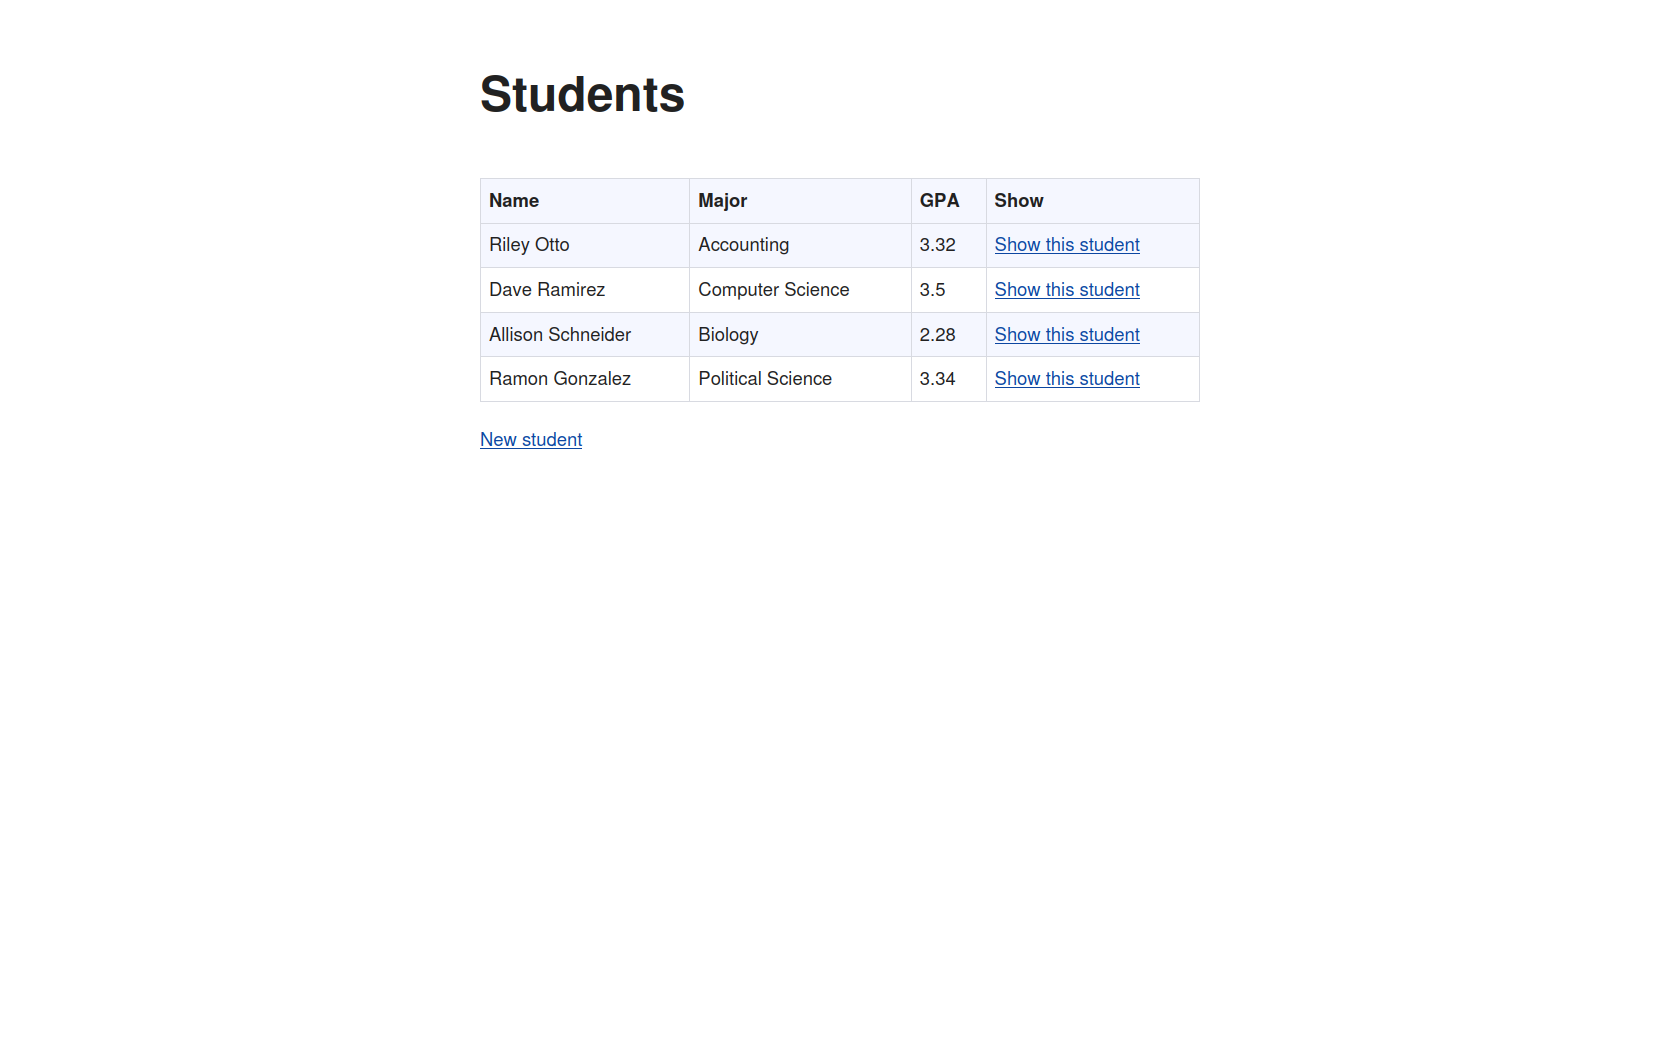 Students
Name Major GPA Show
Riley Otto Accounting 3.32 Show this student
Dave Ramirez Computer Science 3.5 Show this student
Allison Schneider Biology 2.28 Show this student
Ramon Gonzalez Political Science 3.34 Show this student
New student